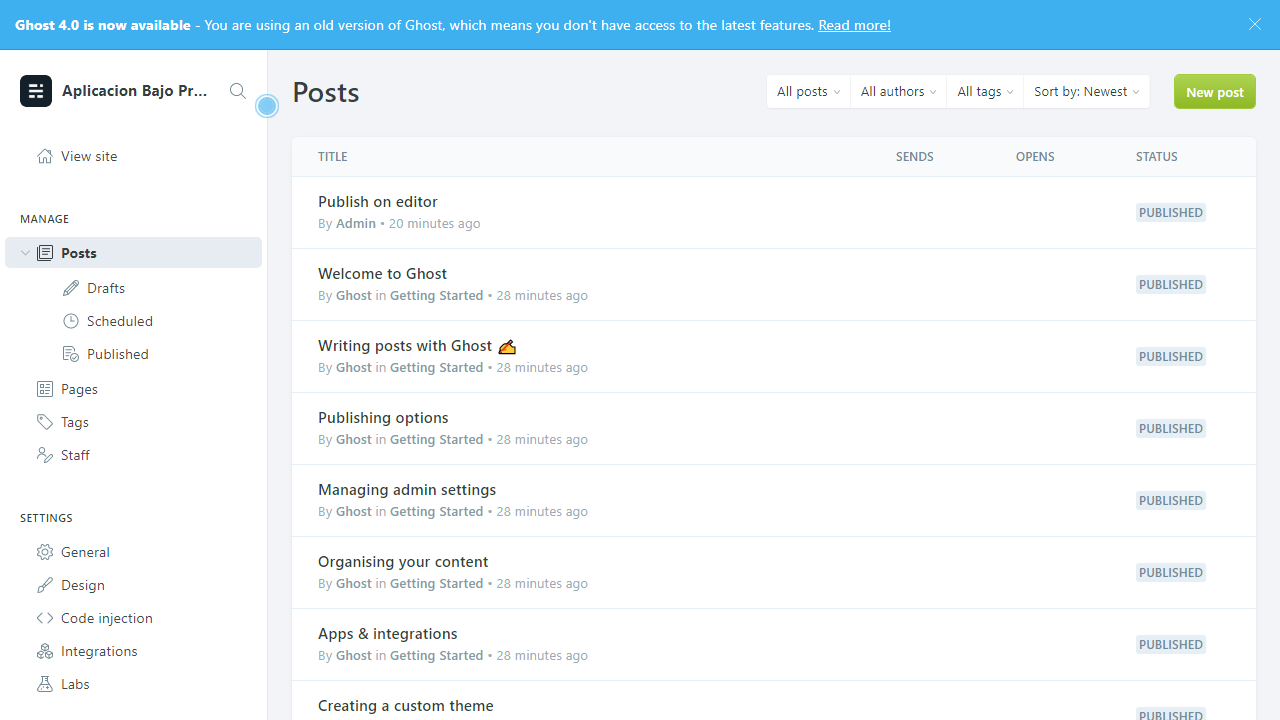 Ghost 4.0 is now available - You are using an old version of Ghost, which means you don't have access to the latest features. Read more!
Aplicacion Bajo Pr...
View site
MANAGE
Posts
Drafts
Scheduled
Published
Pages
Tags
Staff
SETTINGS
General
Design
Code injection
Integrations
Labs
Posts
All posts
All authors
All tags
Sort by: Newest
New post
TITLE SENDS OPENS STATUS
Publish on editor
By Admin • 20 minutes ago
PUBLISHED
Welcome to Ghost
By Ghost in Getting Started • 28 minutes ago
PUBLISHED
Writing posts with Ghost ✍️
By Ghost in Getting Started • 28 minutes ago
PUBLISHED
Publishing options
By Ghost in Getting Started • 28 minutes ago
PUBLISHED
Managing admin settings
By Ghost in Getting Started • 28 minutes ago
PUBLISHED
Organising your content
By Ghost in Getting Started • 28 minutes ago
PUBLISHED
Apps & integrations
By Ghost in Getting Started • 28 minutes ago
PUBLISHED
Creating a custom theme
PUBLISHED